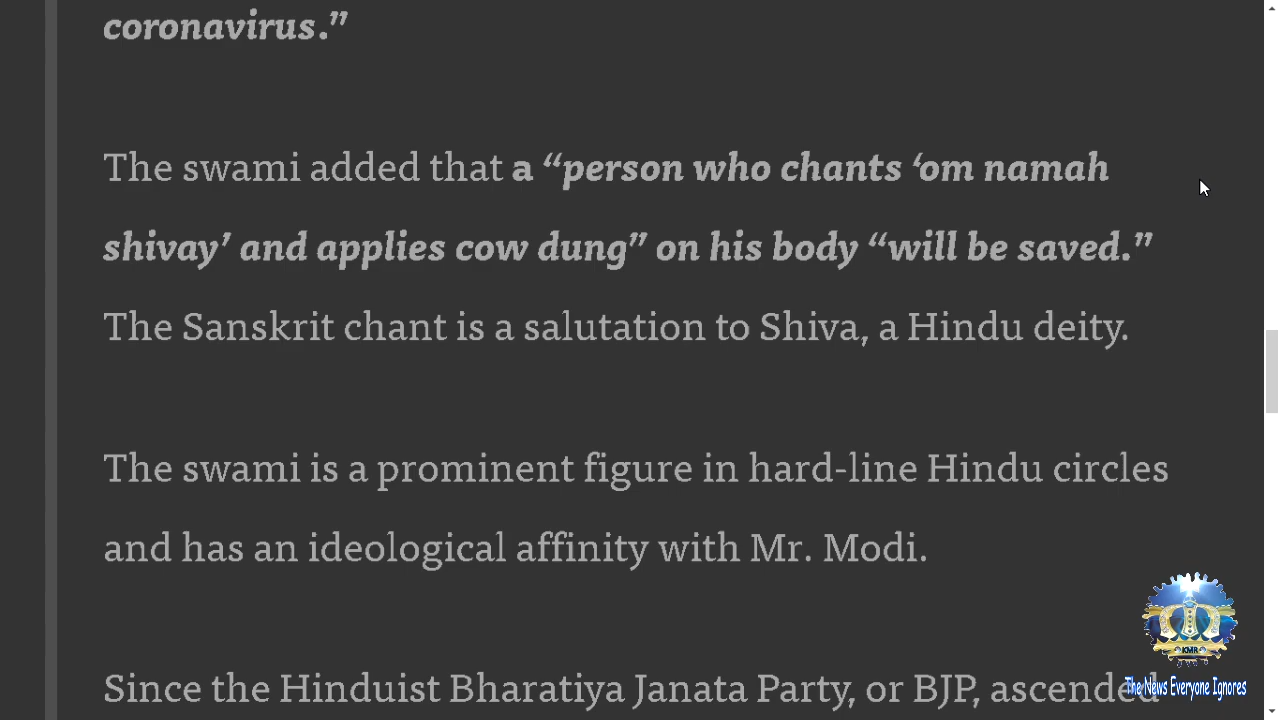 coronavirus.”
The swami added that a “person who chants ‘om namah
shivay’ and applies cow dung” on his body “will be saved.”
The Sanskrit chant is a salutation to Shiva, a Hindu deity.
The swami is a prominent figure in hard-line Hindu circles
and has an ideological affinity with Mr. Modi.
KMR
Since the Hinduist Bharatiya Janata Party, or BJP, ascended
The News Everyone Ignores